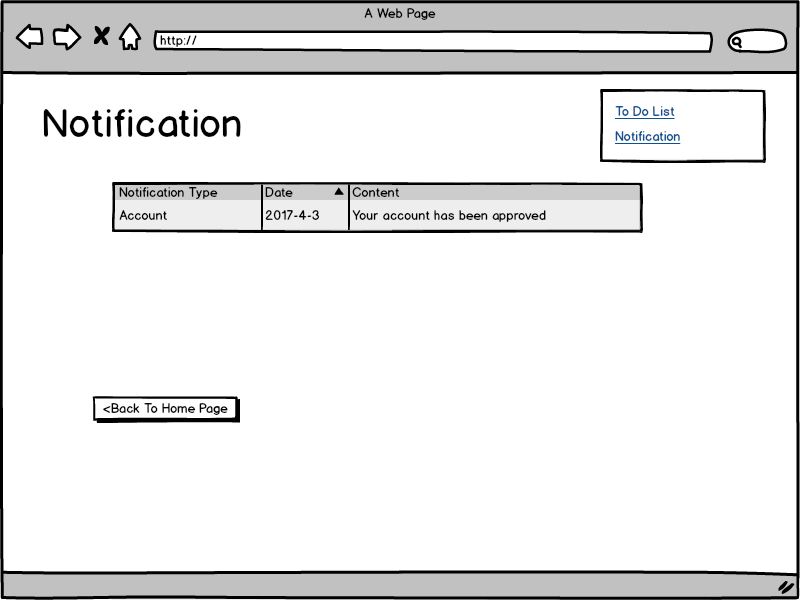 A Web Page
http://
Notification
To Do List
Notification
Notification Type Date Content
Account 2017-4-3 Your account has been approved
<Back To Home Page